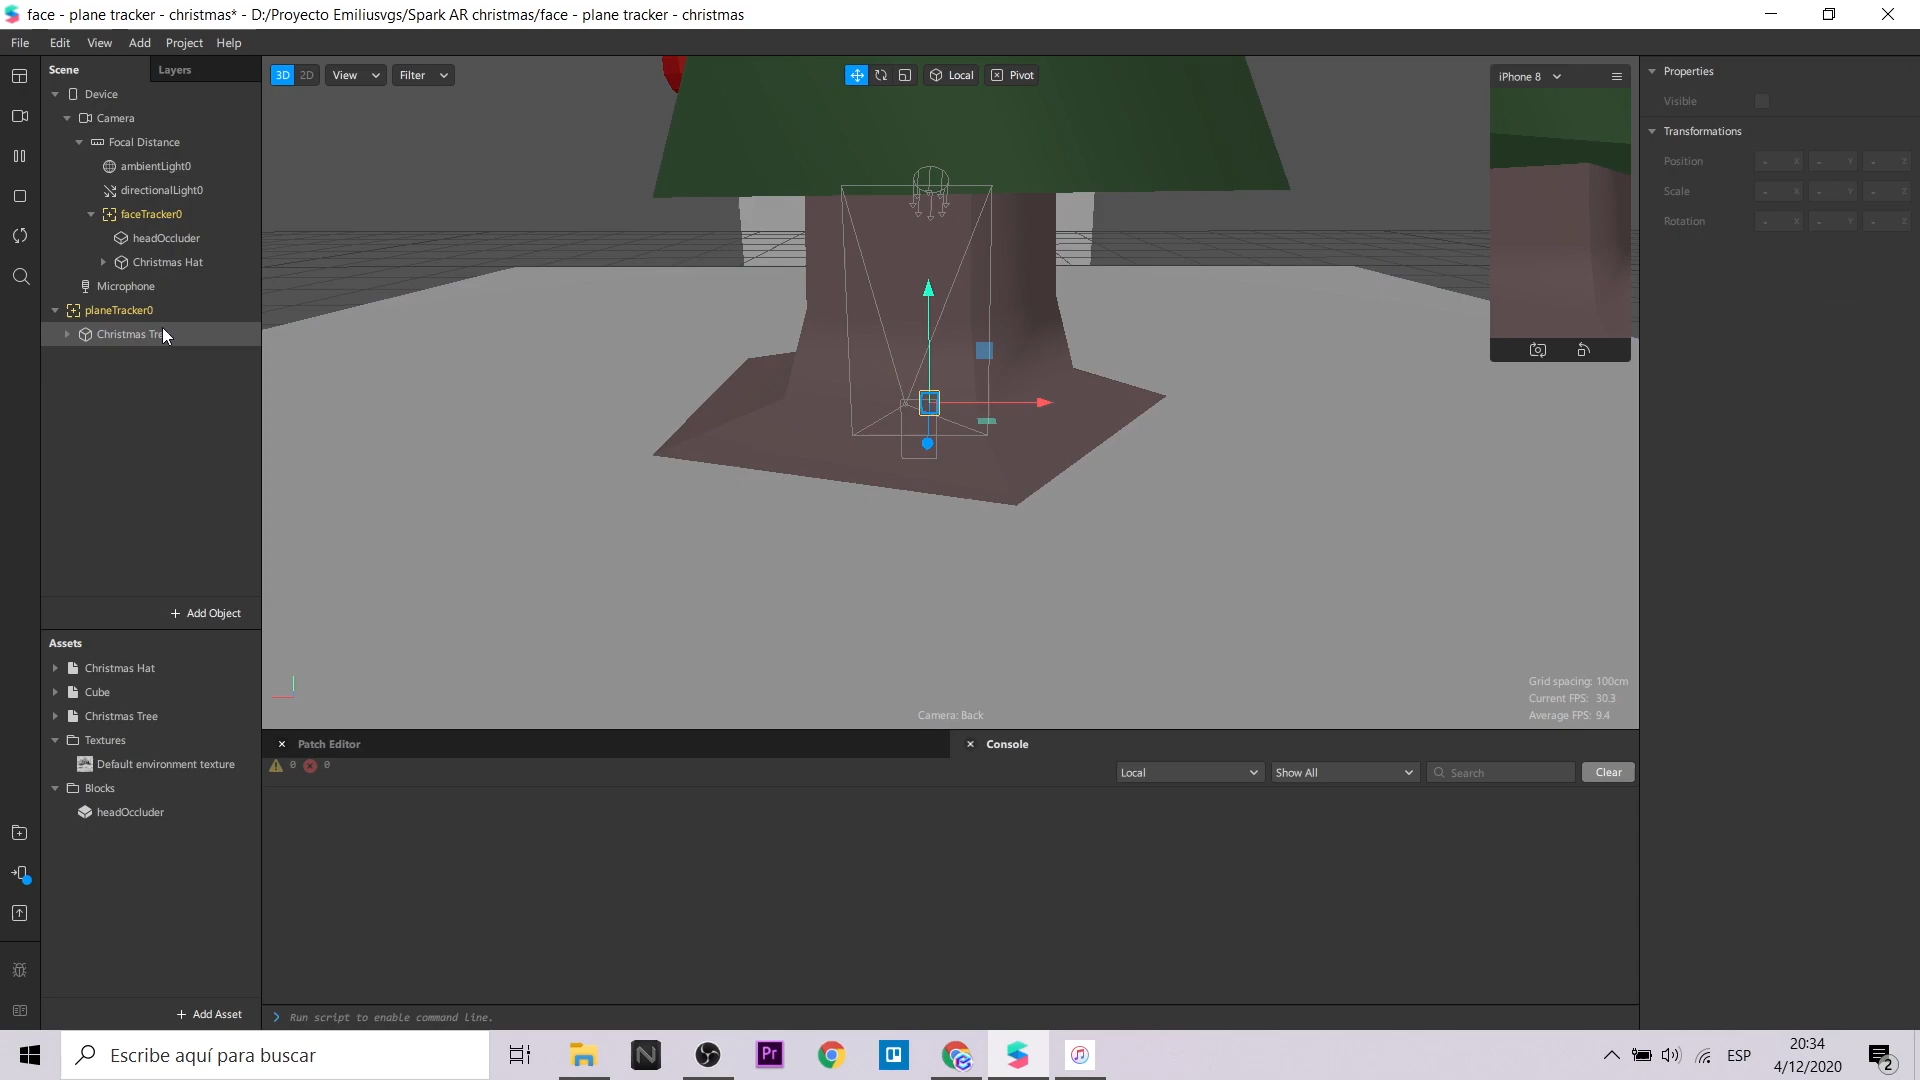 face - plane tracker - christmas* - D:/Proyecto Emiliusvgs/Spark AR christmas/face - plane tracker - christmas
File Edit View Add Project Help
Scene Layers
Device
Camera
Focal Distance
ambientLight0
directionalLight0
faceTracker0
headOccluder
Christmas Hat
Microphone
planeTracker0
Christmas Tre
+ Add Object
Assets
Christmas Hat
Cube
Christmas Tree
Textures
Default environment texture
Blocks
headOccluder
+ Add Asset
3D 2D View Filter
Local Pivot
iPhone 8
Grid spacing: 100cm
Current FPS: 30.3
Average FPS: 9.4
Camera: Back
Patch Editor
0 0
Console
Local Show All Search Clear
Run script to enable command line.
Properties
Visible
Transformations
Position - X - Y - Z
Scale - X - Y - Z
Rotation - X - Y - Z
Escribe aquí para buscar
N
Pr
ESP
20:34
4/12/2020
2